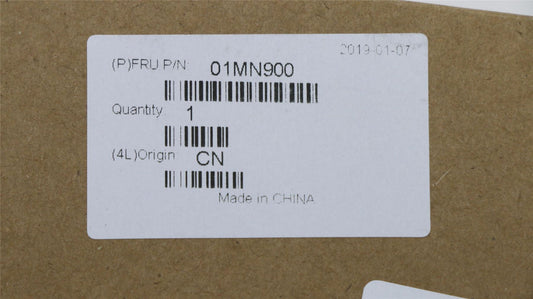 2019-01-07
(P)FRU P/N 01MN900
Quantity 1
(4L)Origin CN
Made in CHINA